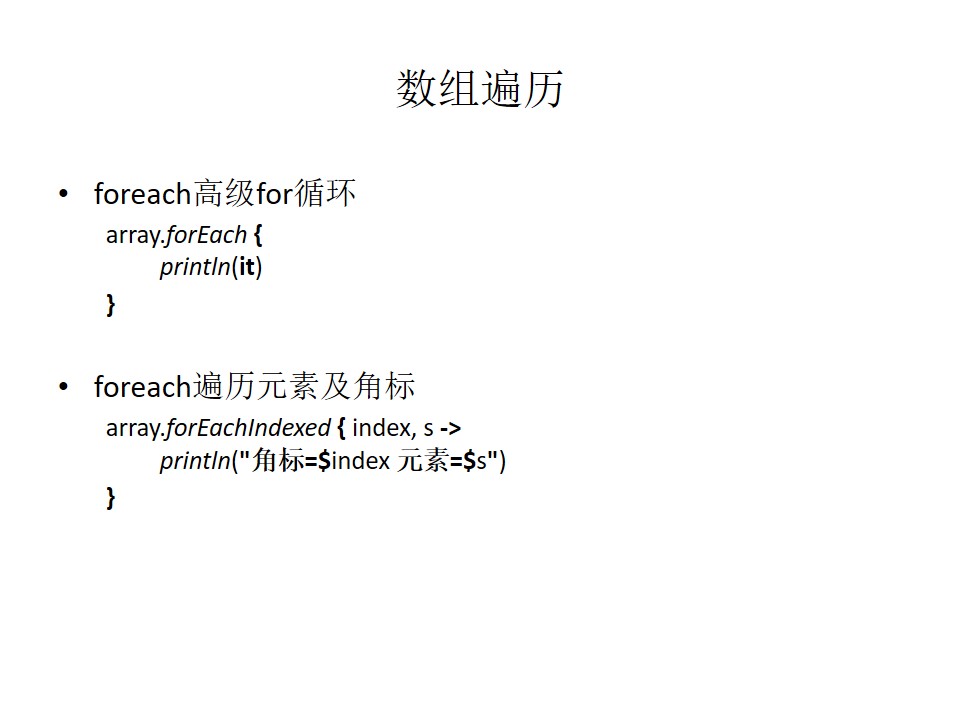 数组遍历
• foreach高级for循环
array.forEach {
println(it)
}
• foreach遍历元素及角标
array.forEachIndexed { index, s ->
println("角标=$index 元素=$s")
}